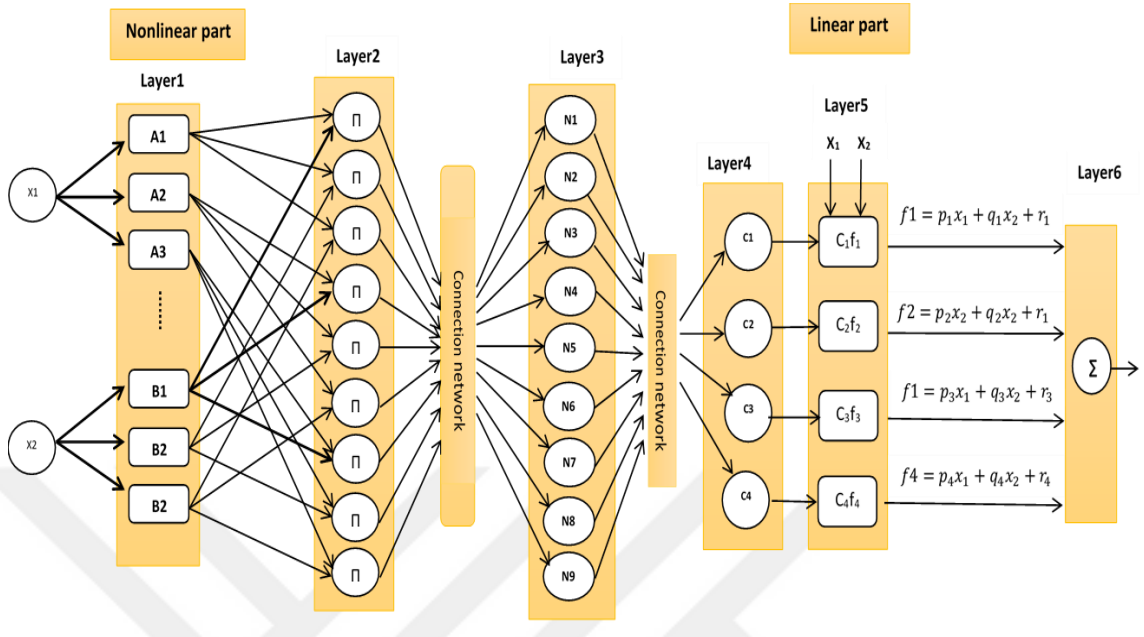 Nonlinear part
Linear part
Layer1
Layer2
Layer3
Layer4
Layer5
Layer6
X1
X2
A1
A2
A3
B1
B2
B2
Π
Π
Π
Π
Π
Π
Π
Π
Π
Connection network
N1
N2
N3
N4
N5
N6
N7
N8
N9
Connection network
C1
C2
C3
C4
X₁ X₂
C₁f₁
C₂f₂
C₃f₃
C₄f₄
f1 = p₁x₁ + q₁x₂ + r₁
f2 = p₂x₂ + q₂x₂ + r₁
f1 = p₃x₁ + q₃x₂ + r₃
f4 = p₄x₁ + q₄x₂ + r₄
Σ